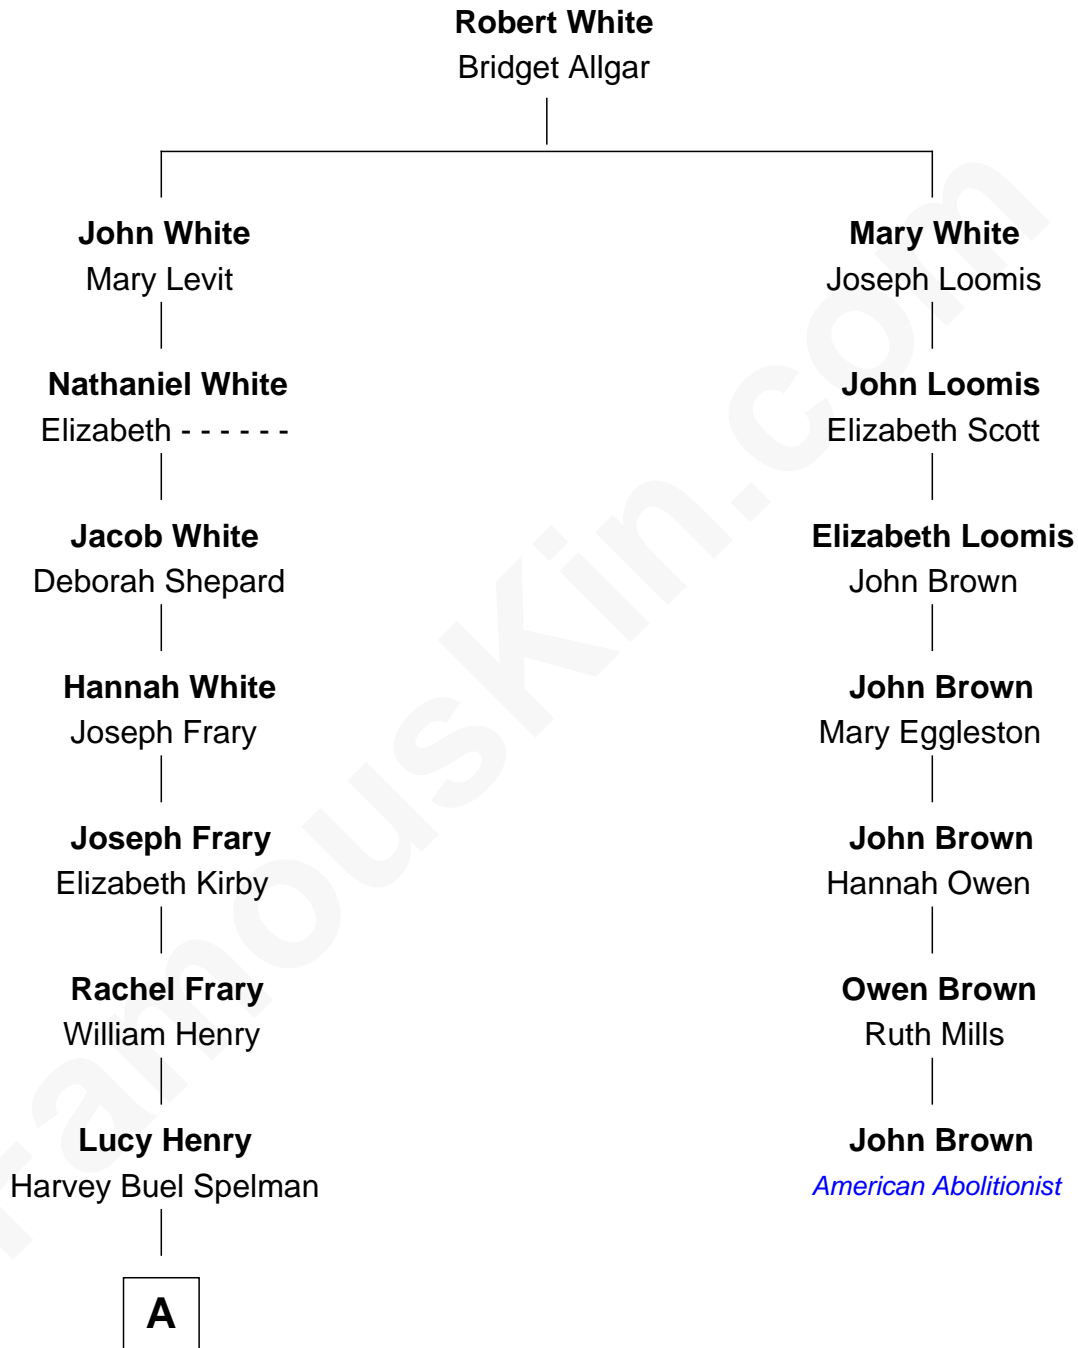 Robert White
Bridget Allgar
John White
Mary Levit
Mary White
Joseph Loomis
Nathaniel White
Elizabeth - - - - - -
John Loomis
Elizabeth Scott
Jacob White
Deborah Shepard
Elizabeth Loomis
John Brown
Hannah White
Joseph Frary
John Brown
Mary Eggleston
Joseph Frary
Elizabeth Kirby
John Brown
Hannah Owen
Rachel Frary
William Henry
Owen Brown
Ruth Mills
Lucy Henry
Harvey Buel Spelman
John Brown
American Abolitionist
A
FamousKin.com